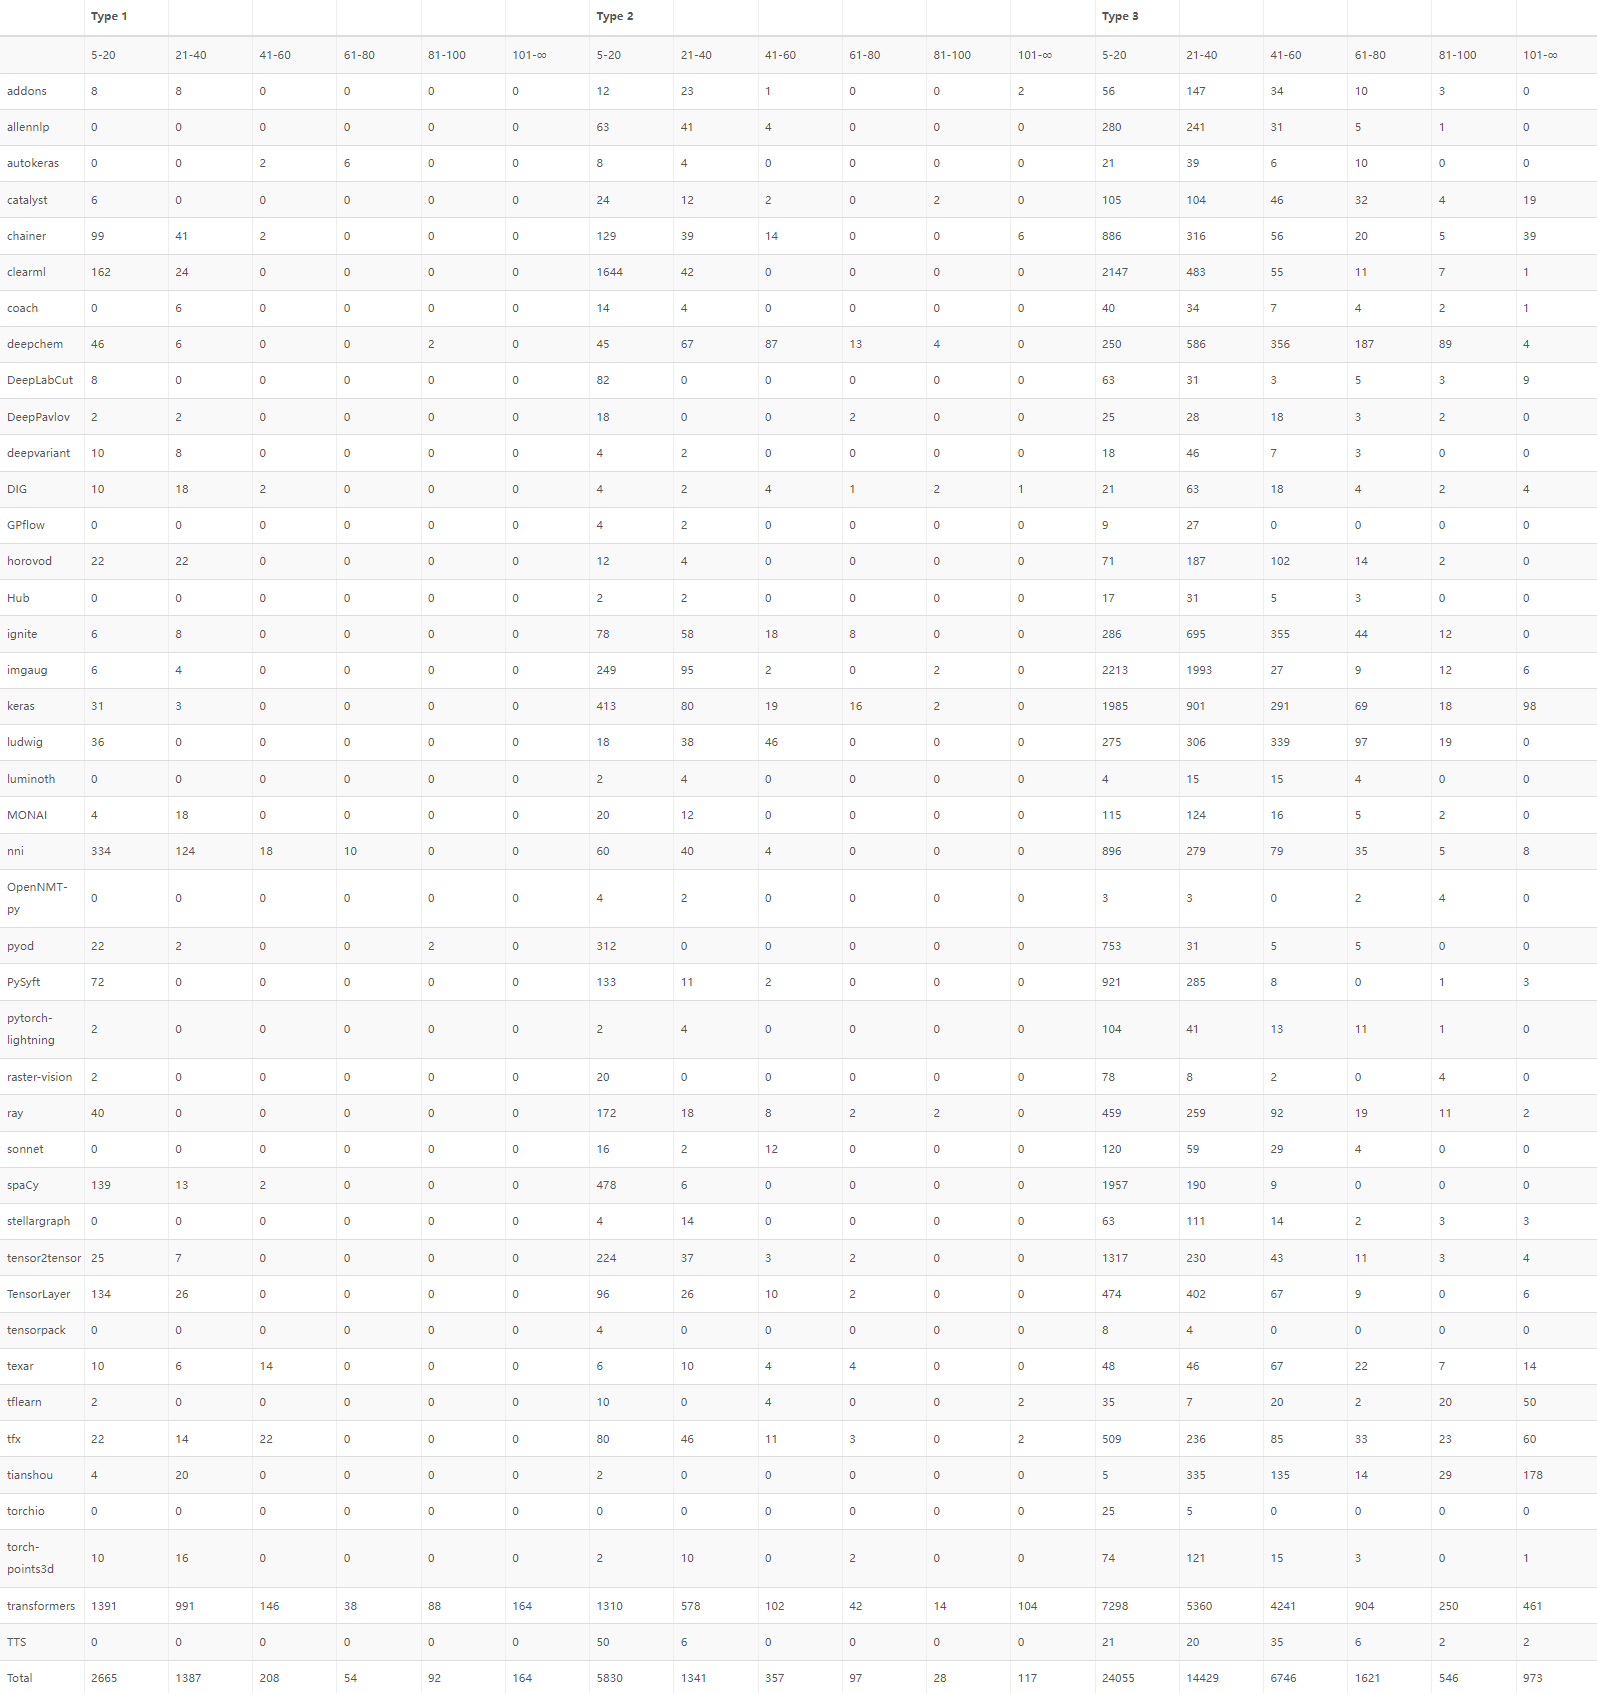 Type 1 Type 2 Type 3
5-20 21-40 41-60 61-80 81-100 101-∞ 5-20 21-40 41-60 61-80 81-100 101-∞ 5-20 21-40 41-60 61-80 81-100 101-∞
addons 8 8 0 0 0 0 12 23 1 0 0 2 56 147 34 10 3 0
allennlp 0 0 0 0 0 0 63 41 4 0 0 0 280 241 31 5 1 0
autokeras 0 0 2 6 0 0 8 4 0 0 0 0 21 39 6 10 0 0
catalyst 6 0 0 0 0 0 24 12 2 0 2 0 105 104 46 32 4 19
chainer 99 41 2 0 0 0 129 39 14 0 0 6 886 316 56 20 5 39
clearml 162 24 0 0 0 0 1644 42 0 0 0 0 2147 483 55 11 7 1
coach 0 6 0 0 0 0 14 4 0 0 0 0 40 34 7 4 2 1
deepchem 46 6 0 0 2 0 45 67 87 13 4 0 250 586 356 187 89 4
DeepLabCut 8 0 0 0 0 0 82 0 0 0 0 0 63 31 3 5 3 9
DeepPavlov 2 2 0 0 0 0 18 0 0 2 0 0 25 28 18 3 2 0
deepvariant 10 8 0 0 0 0 4 2 0 0 0 0 18 46 7 3 0 0
DIG 10 18 2 0 0 0 4 2 4 1 2 1 21 63 18 4 2 4
GPflow 0 0 0 0 0 0 4 2 0 0 0 0 9 27 0 0 0 0
horovod 22 22 0 0 0 0 12 4 0 0 0 0 71 187 102 14 2 0
Hub 0 0 0 0 0 0 2 2 0 0 0 0 17 31 5 3 0 0
ignite 6 8 0 0 0 0 78 58 18 8 0 0 286 695 355 44 12 0
imgaug 6 4 0 0 0 0 249 95 2 0 2 0 2213 1993 27 9 12 6
keras 31 3 0 0 0 0 413 80 19 16 2 0 1985 901 291 69 18 98
ludwig 36 0 0 0 0 0 18 38 46 0 0 0 275 306 339 97 19 0
luminoth 0 0 0 0 0 0 2 4 0 0 0 0 4 15 15 4 0 0
MONAI 4 18 0 0 0 0 20 12 0 0 0 0 115 124 16 5 2 0
nni 334 124 18 10 0 0 60 40 4 0 0 0 896 279 79 35 5 8
OpenNMT-
py 0 0 0 0 0 0 4 2 0 0 0 0 3 3 0 2 4 0
pyod 22 2 0 0 2 0 312 0 0 0 0 0 753 31 5 5 0 0
PySyft 72 0 0 0 0 0 133 11 2 0 0 0 921 285 8 0 1 3
pytorch-
lightning 2 0 0 0 0 0 2 4 0 0 0 0 104 41 13 11 1 0
raster-vision 2 0 0 0 0 0 20 0 0 0 0 0 78 8 2 0 4 0
ray 40 0 0 0 0 0 172 18 8 2 2 0 459 259 92 19 11 2
sonnet 0 0 0 0 0 0 16 2 12 0 0 0 120 59 29 4 0 0
spaCy 139 13 2 0 0 0 478 6 0 0 0 0 1957 190 9 0 0 0
stellargraph 0 0 0 0 0 0 4 14 0 0 0 0 63 111 14 2 3 3
tensor2tensor 25 7 0 0 0 0 224 37 3 2 0 0 1317 230 43 11 3 4
TensorLayer 134 26 0 0 0 0 96 26 10 2 0 0 474 402 67 9 0 6
tensorpack 0 0 0 0 0 0 4 0 0 0 0 0 8 4 0 0 0 0
texar 10 6 14 0 0 0 6 10 4 4 0 0 48 46 67 22 7 14
tflearn 2 0 0 0 0 0 10 0 4 0 0 2 35 7 20 2 20 50
tfx 22 14 22 0 0 0 80 46 11 3 0 2 509 236 85 33 23 60
tianshou 4 20 0 0 0 0 2 0 0 0 0 0 5 335 135 14 29 178
torchio 0 0 0 0 0 0 0 0 0 0 0 0 25 5 0 0 0 0
torch-
points3d 10 16 0 0 0 0 2 10 0 2 0 0 74 121 15 3 0 1
transformers 1391 991 146 38 88 164 1310 578 102 42 14 104 7298 5360 4241 904 250 461
TTS 0 0 0 0 0 0 50 6 0 0 0 0 21 20 35 6 2 2
Total 2665 1387 208 54 92 164 5830 1341 357 97 28 117 24055 14429 6746 1621 546 973